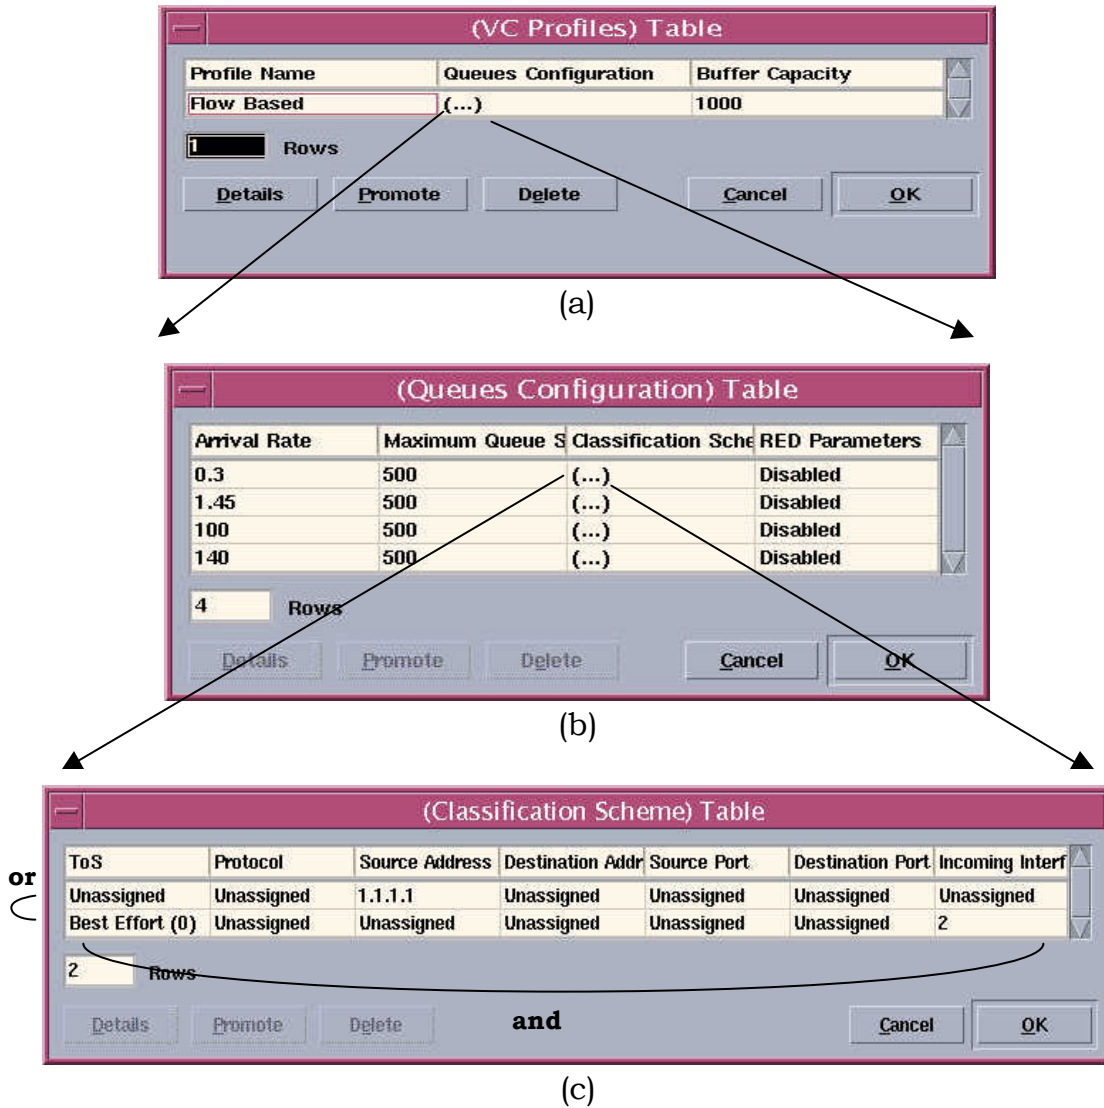 (VC Profiles) Table
Profile Name Queues Configuration Buffer Capacity
Flow Based (...) 1000
1 Rows
Details Promote Delete Cancel OK
(a)
(Queues Configuration) Table
Arrival Rate Maximum Queue S Classification Sche RED Parameters
0.3 500 (...) Disabled
1.45 500 (...) Disabled
100 500 (...) Disabled
140 500 (...) Disabled
4 Rows
Details Promote Delete Cancel OK
(b)
(Classification Scheme) Table
ToS Protocol Source Address Destination Addr Source Port Destination Port Incoming Interf
or
Unassigned Unassigned 1.1.1.1 Unassigned Unassigned Unassigned Unassigned
Best Effort (0) Unassigned Unassigned Unassigned Unassigned Unassigned 2
2 Rows
Details Promote Delete and Cancel OK
(c)